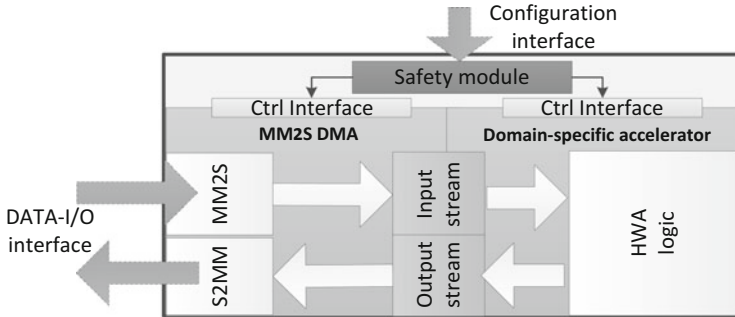 Configuration
interface
Safety module
Ctrl Interface
Ctrl Interface
MM2S DMA
Domain-specific accelerator
DATA-I/O
interface
MM2S
Input
stream
HWA
logic
S2MM
Output
stream